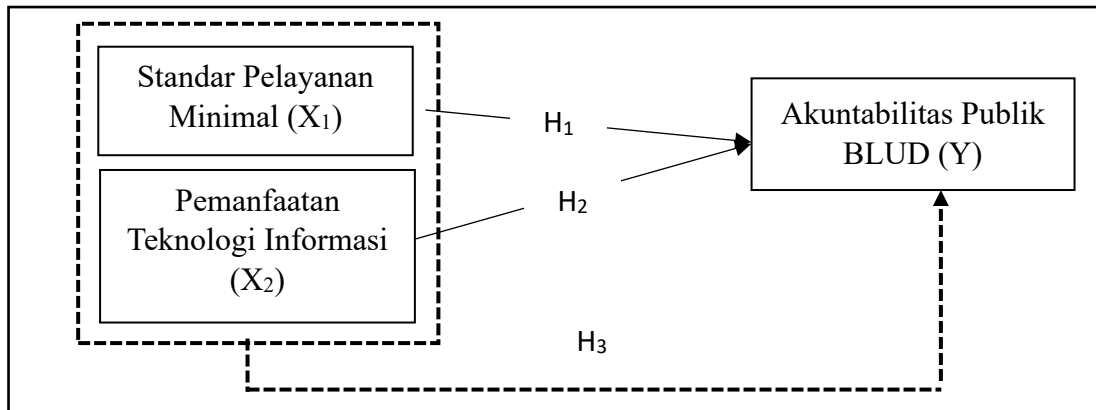 Standar Pelayanan
Minimal (X₁)
H₁
Akuntabilitas Publik
BLUD (Y)
Pemanfaatan
Teknologi Informasi
(X₂)
H₂
H₃